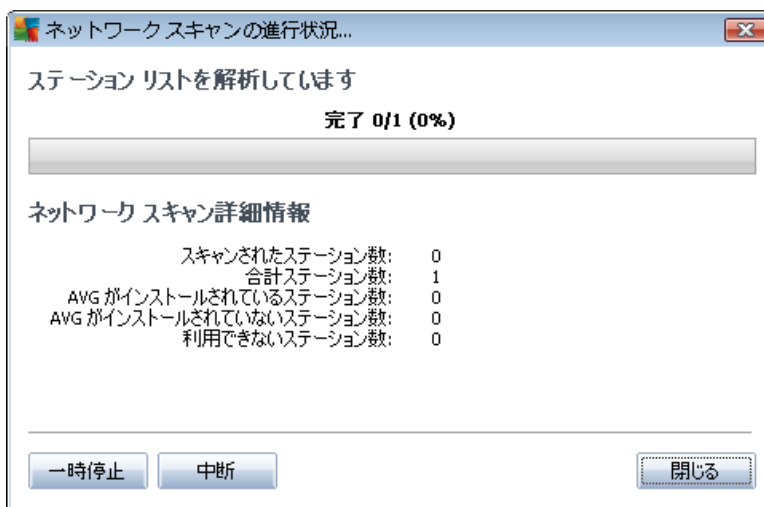 ネットワーク スキャンの進行状況...
ステーション リストを解析しています
完了 0/1 (0%)
ネットワーク スキャン詳細情報
スキャンされたステーション数: 0
合計ステーション数: 1
AVG がインストールされているステーション数: 0
AVG がインストールされていないステーション数: 0
利用できないステーション数: 0
一時停止 中断 閉じる